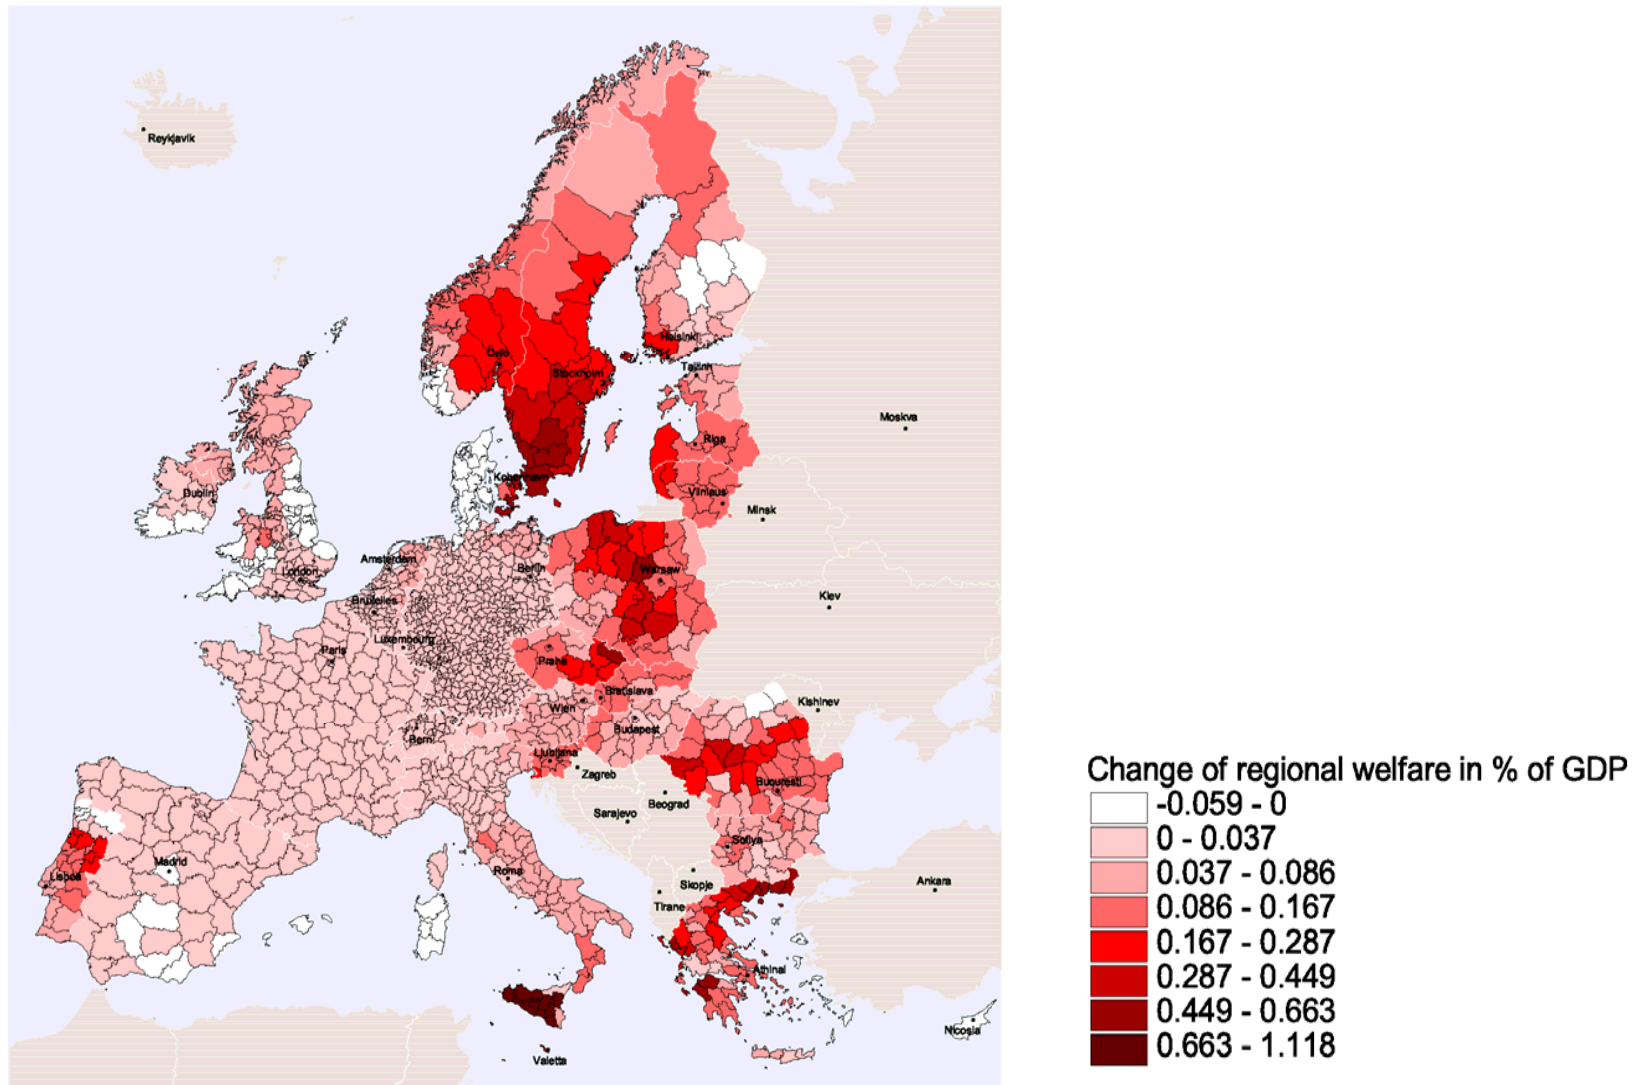 Reykjavik
Oslo
Helsinki
Stockholm
Tallinn
Moskva
Riga
Kobenhavn
Dublin
Vilnius
Minsk
Amsterdam
Berlin
Warsaw
London
Kiev
Bruxelles
Luxembourg
Paris
Praha
Bratislava
Kishinev
Wien
Budapest
Bern
Ljubljana
Zagreb
Bucuresti
Beograd
Sarajevo
Sofiya
Madrid
Roma
Skopje
Lisboa
Ankara
Tirane
Athinai
Nicosia
Valetta
Change of regional welfare in % of GDP
-0.059 - 0
0 - 0.037
0.037 - 0.086
0.086 - 0.167
0.167 - 0.287
0.287 - 0.449
0.449 - 0.663
0.663 - 1.118